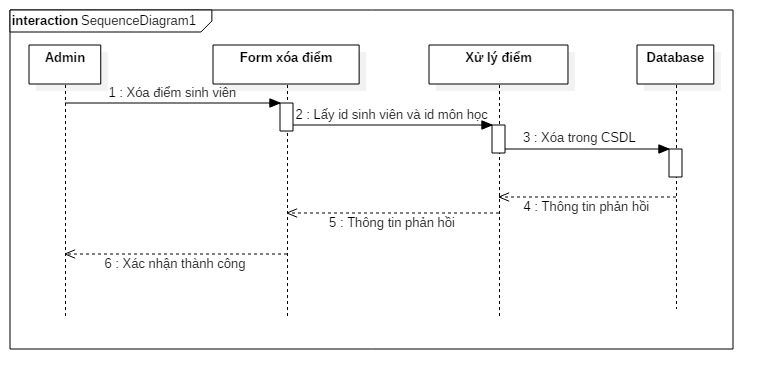 interaction SequenceDiagram1
Admin
Form xóa điểm
Xử lý điểm
Database
1 : Xóa điểm sinh viên
2 : Lấy id sinh viên và id môn học
3 : Xóa trong CSDL
4 : Thông tin phản hồi
5 : Thông tin phản hồi
6 : Xác nhận thành công